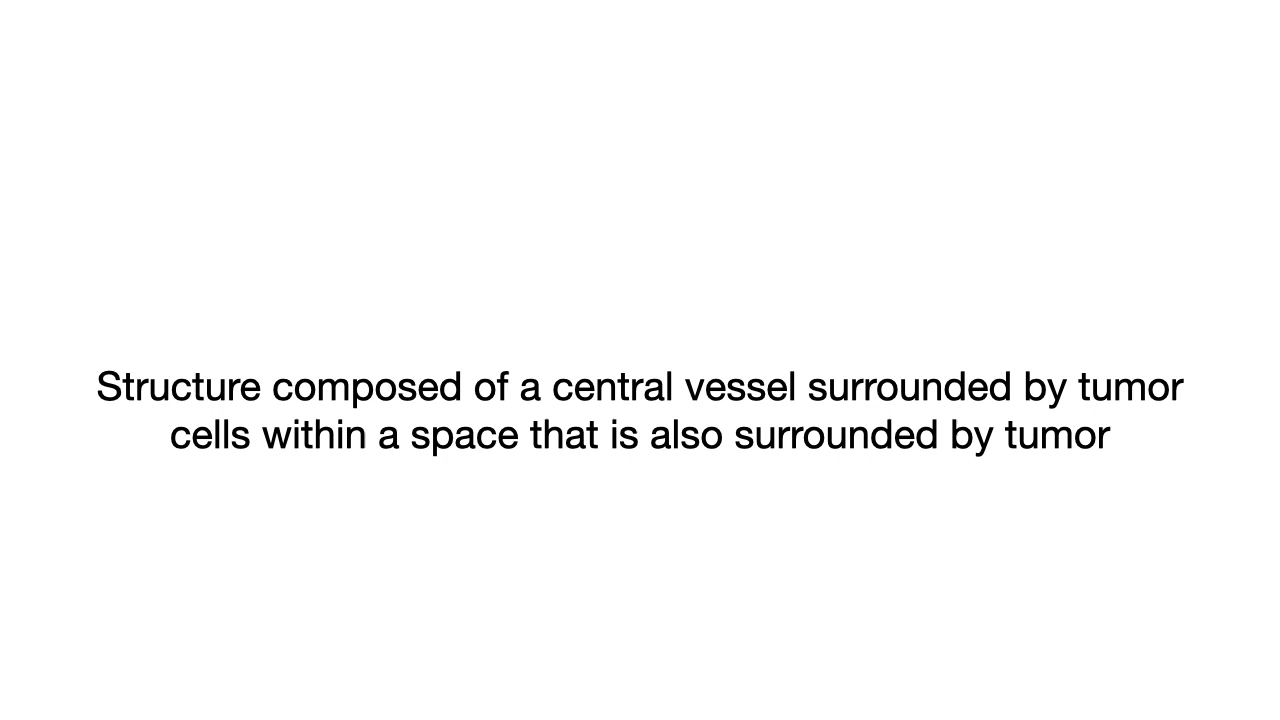 Structure composed of a central vessel surrounded by tumor
cells within a space that is also surrounded by tumor